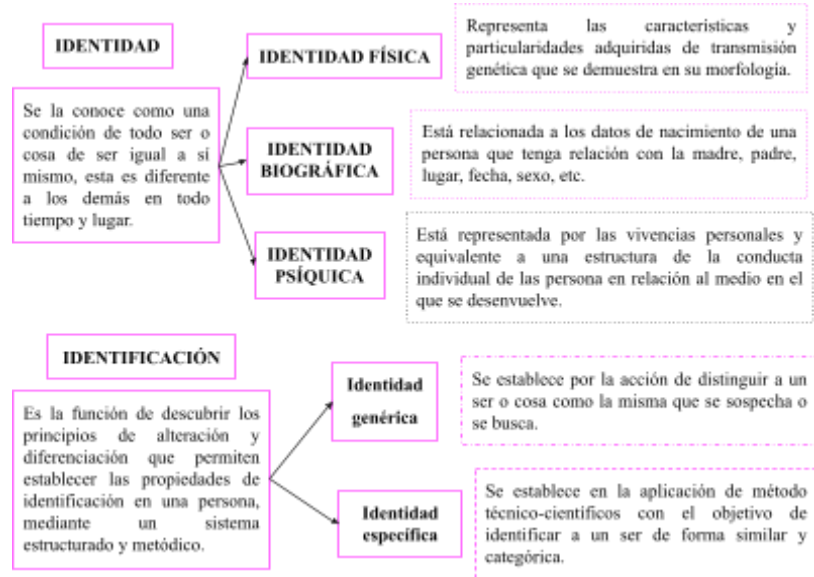 IDENTIDAD
Se la conoce como una
condición de todo ser o
cosa de ser igual a sí
mismo, esta es diferente
a los demás en todo
tiempo y lugar.
IDENTIDAD FÍSICA
Representa las características y
particularidades adquiridas de transmisión
genética que se demuestra en su morfología.
IDENTIDAD
BIOGRÁFICA
Está relacionada a los datos de nacimiento de una
persona que tenga relación con la madre, padre,
lugar, fecha, sexo, etc.
IDENTIDAD
PSÍQUICA
Está representada por las vivencias personales y
equivalente a una estructura de la conducta
individual de las persona en relación al medio en el
que se desenvuelve.
IDENTIFICACIÓN
Es la función de descubrir los
principios de alteración y
diferenciación que permiten
establecer las propiedades de
identificación en una persona,
mediante un sistema
estructurado y metódico.
Identidad
genérica
Se establece por la acción de distinguir a un
ser o cosa como la misma que se sospecha o
se busca.
Identidad
específica
Se establece en la aplicación de método
técnico-científicos con el objetivo de
identificar a un ser de forma similar y
categórica.